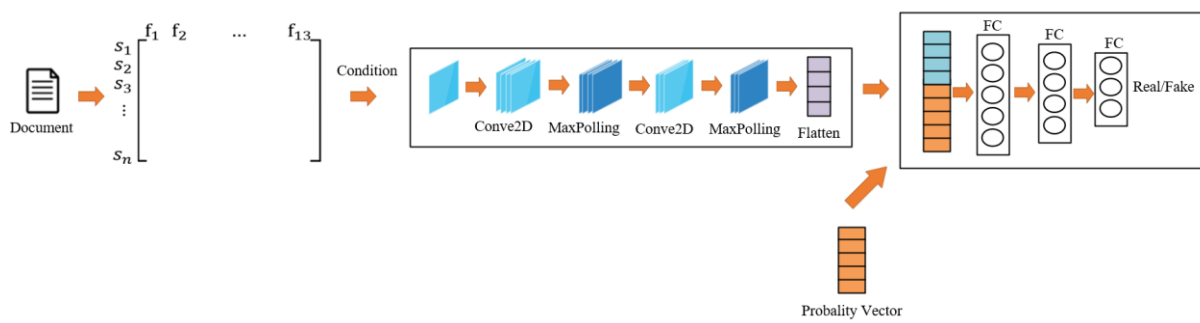 f1 f2 ... f13
s1
s2
s3
⋮
sn
Document
Condition
Conve2D
MaxPolling
Conve2D
MaxPolling
Flatten
FC
FC
FC
Real/Fake
Probality Vector